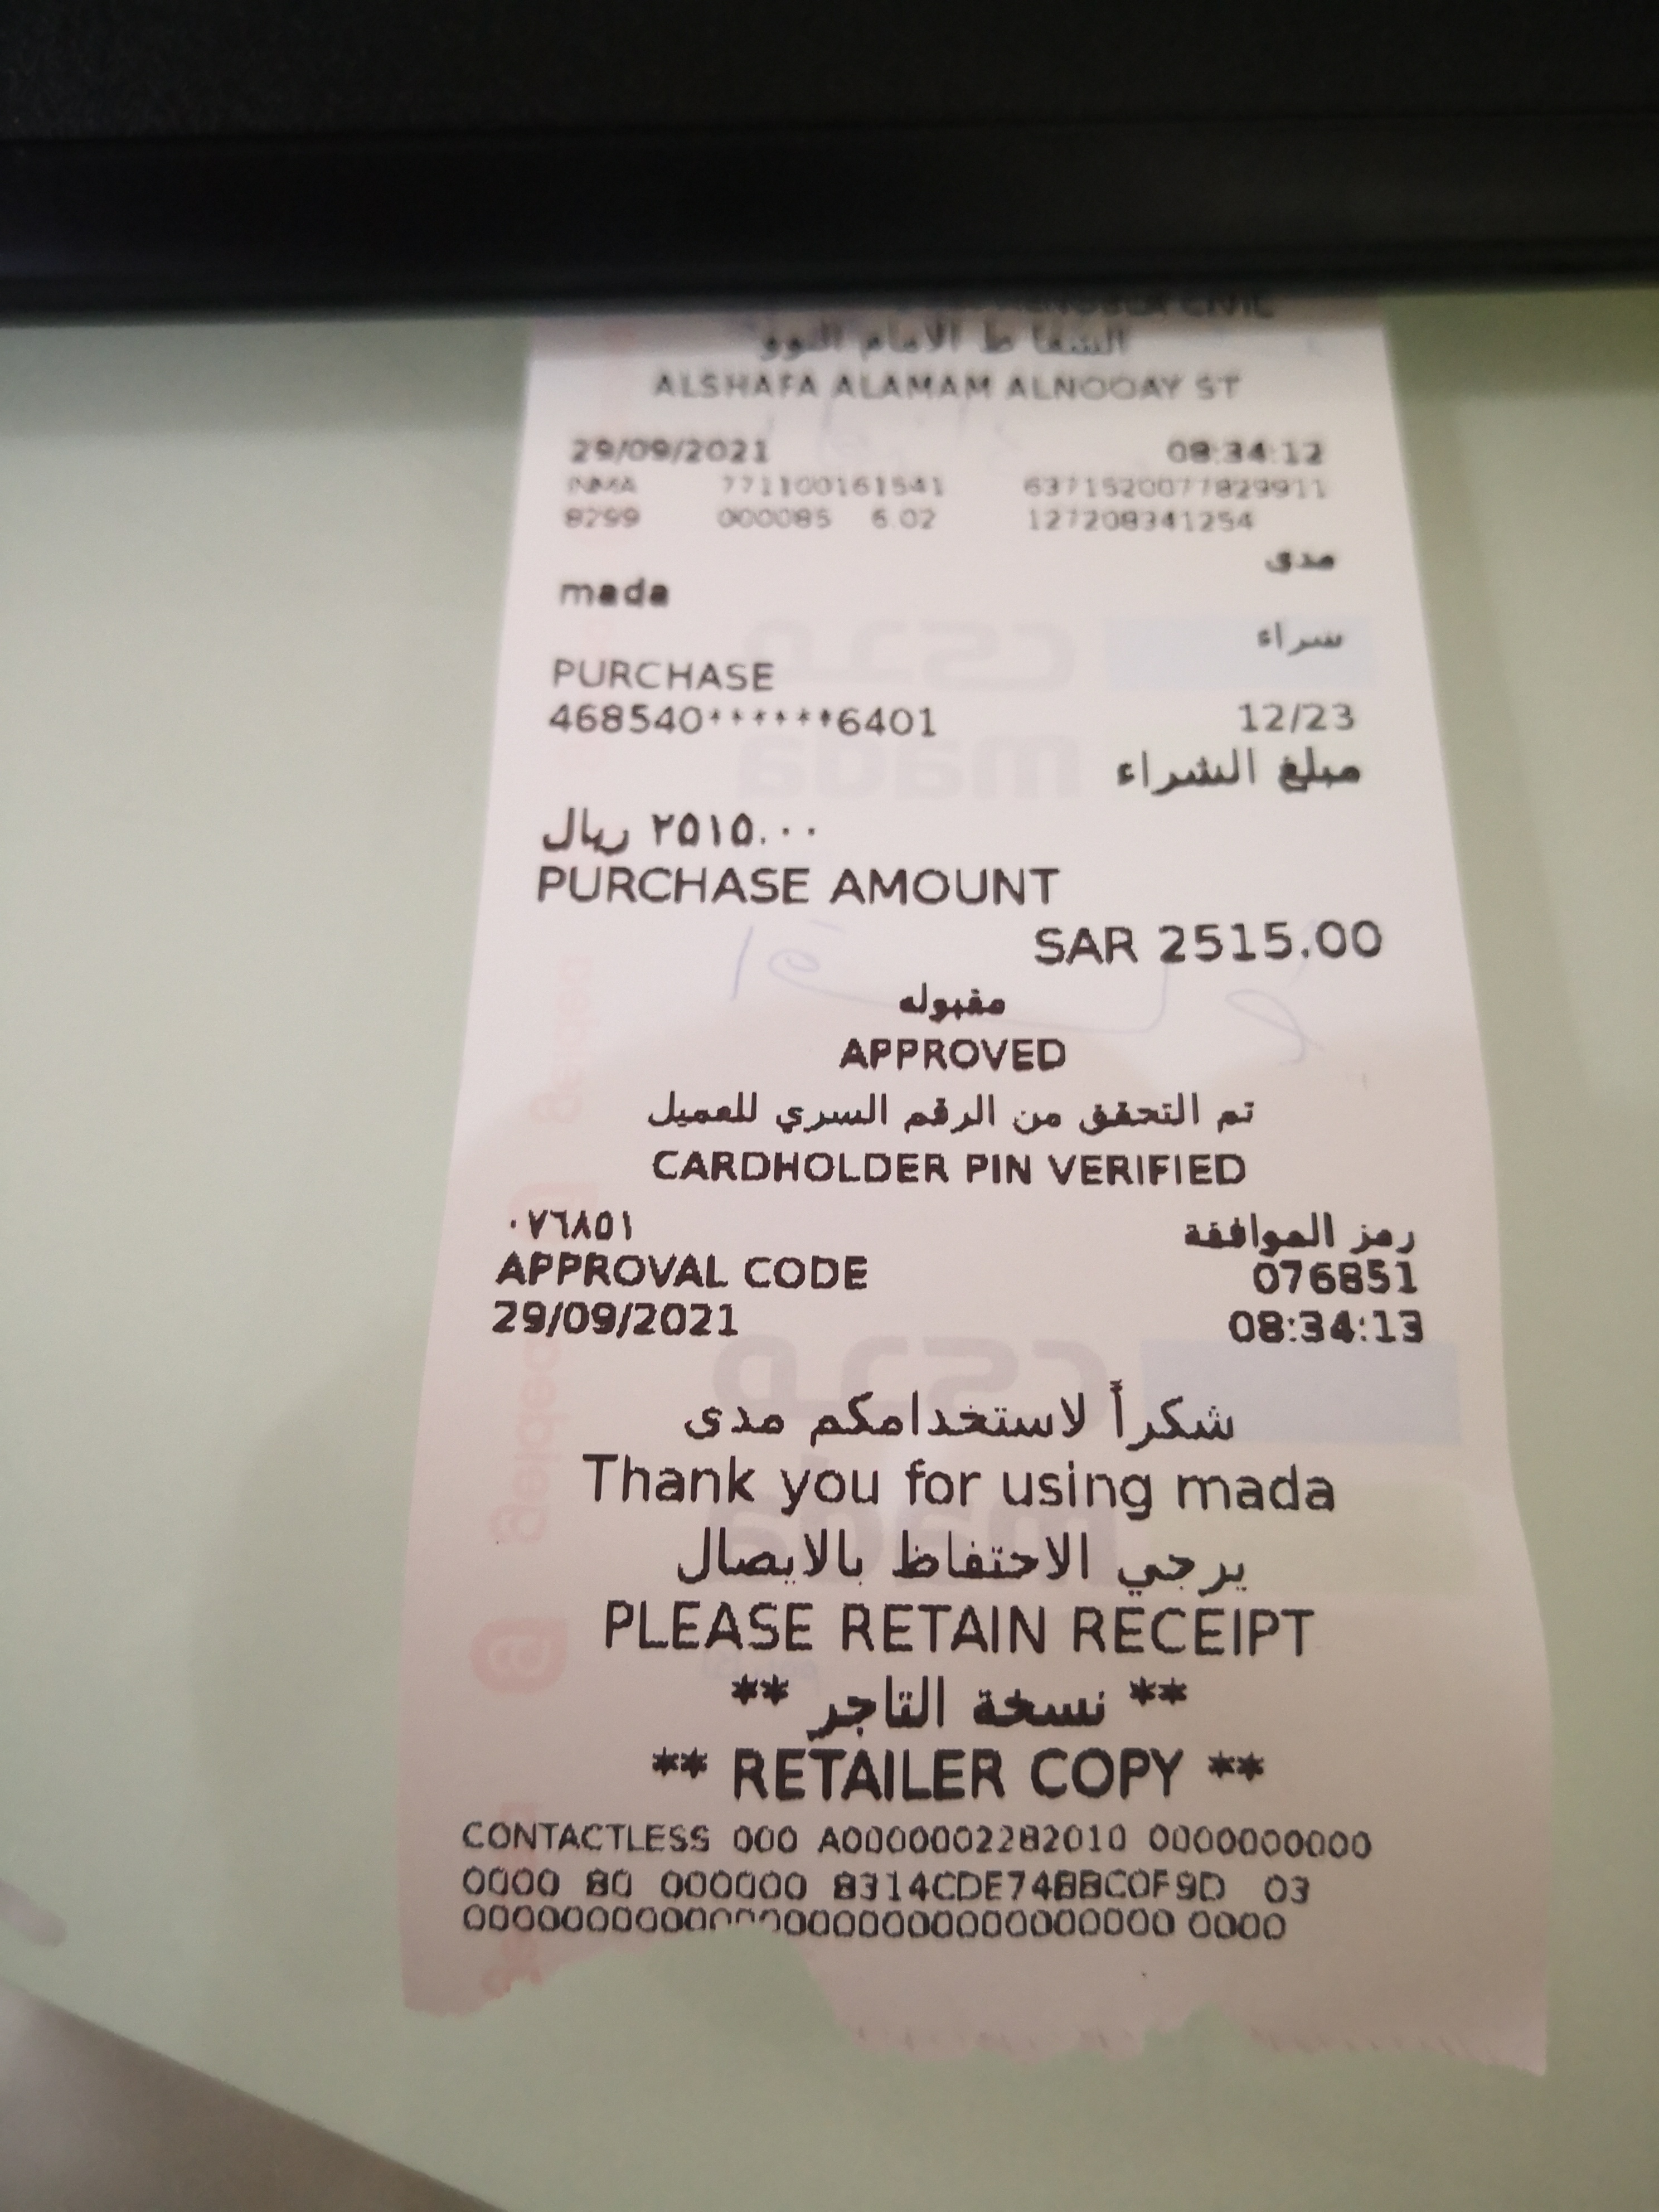 CIVIL
ALSHAFA ALAMAM ALNOOAY ST
29/09/2021 08:34:12
INMA 771100161541 6371520077829911
8299 000085 6.02 127208341254
مدى
mada
شراء
PURCHASE
468540******6401 12/23
مبلغ الشراء
٢٥١٥.٠٠ ريال
PURCHASE AMOUNT
SAR 2515.00
مقبوله
APPROVED
تم التحقق من الرقم السري للعميل
CARDHOLDER PIN VERIFIED
رمز الموافقة ٠٧٦٨٥١
APPROVAL CODE 076851
29/09/2021 08:34:13
شكراً لاستخدامكم مدى
Thank you for using mada
يرجي الاحتفاظ بالايصال
PLEASE RETAIN RECEIPT
** نسخة التاجر **
** RETAILER COPY **
CONTACTLESS 000 A0000002282010 0000000000
0000 80 000000 8314CDE74BBBC0F9D 03